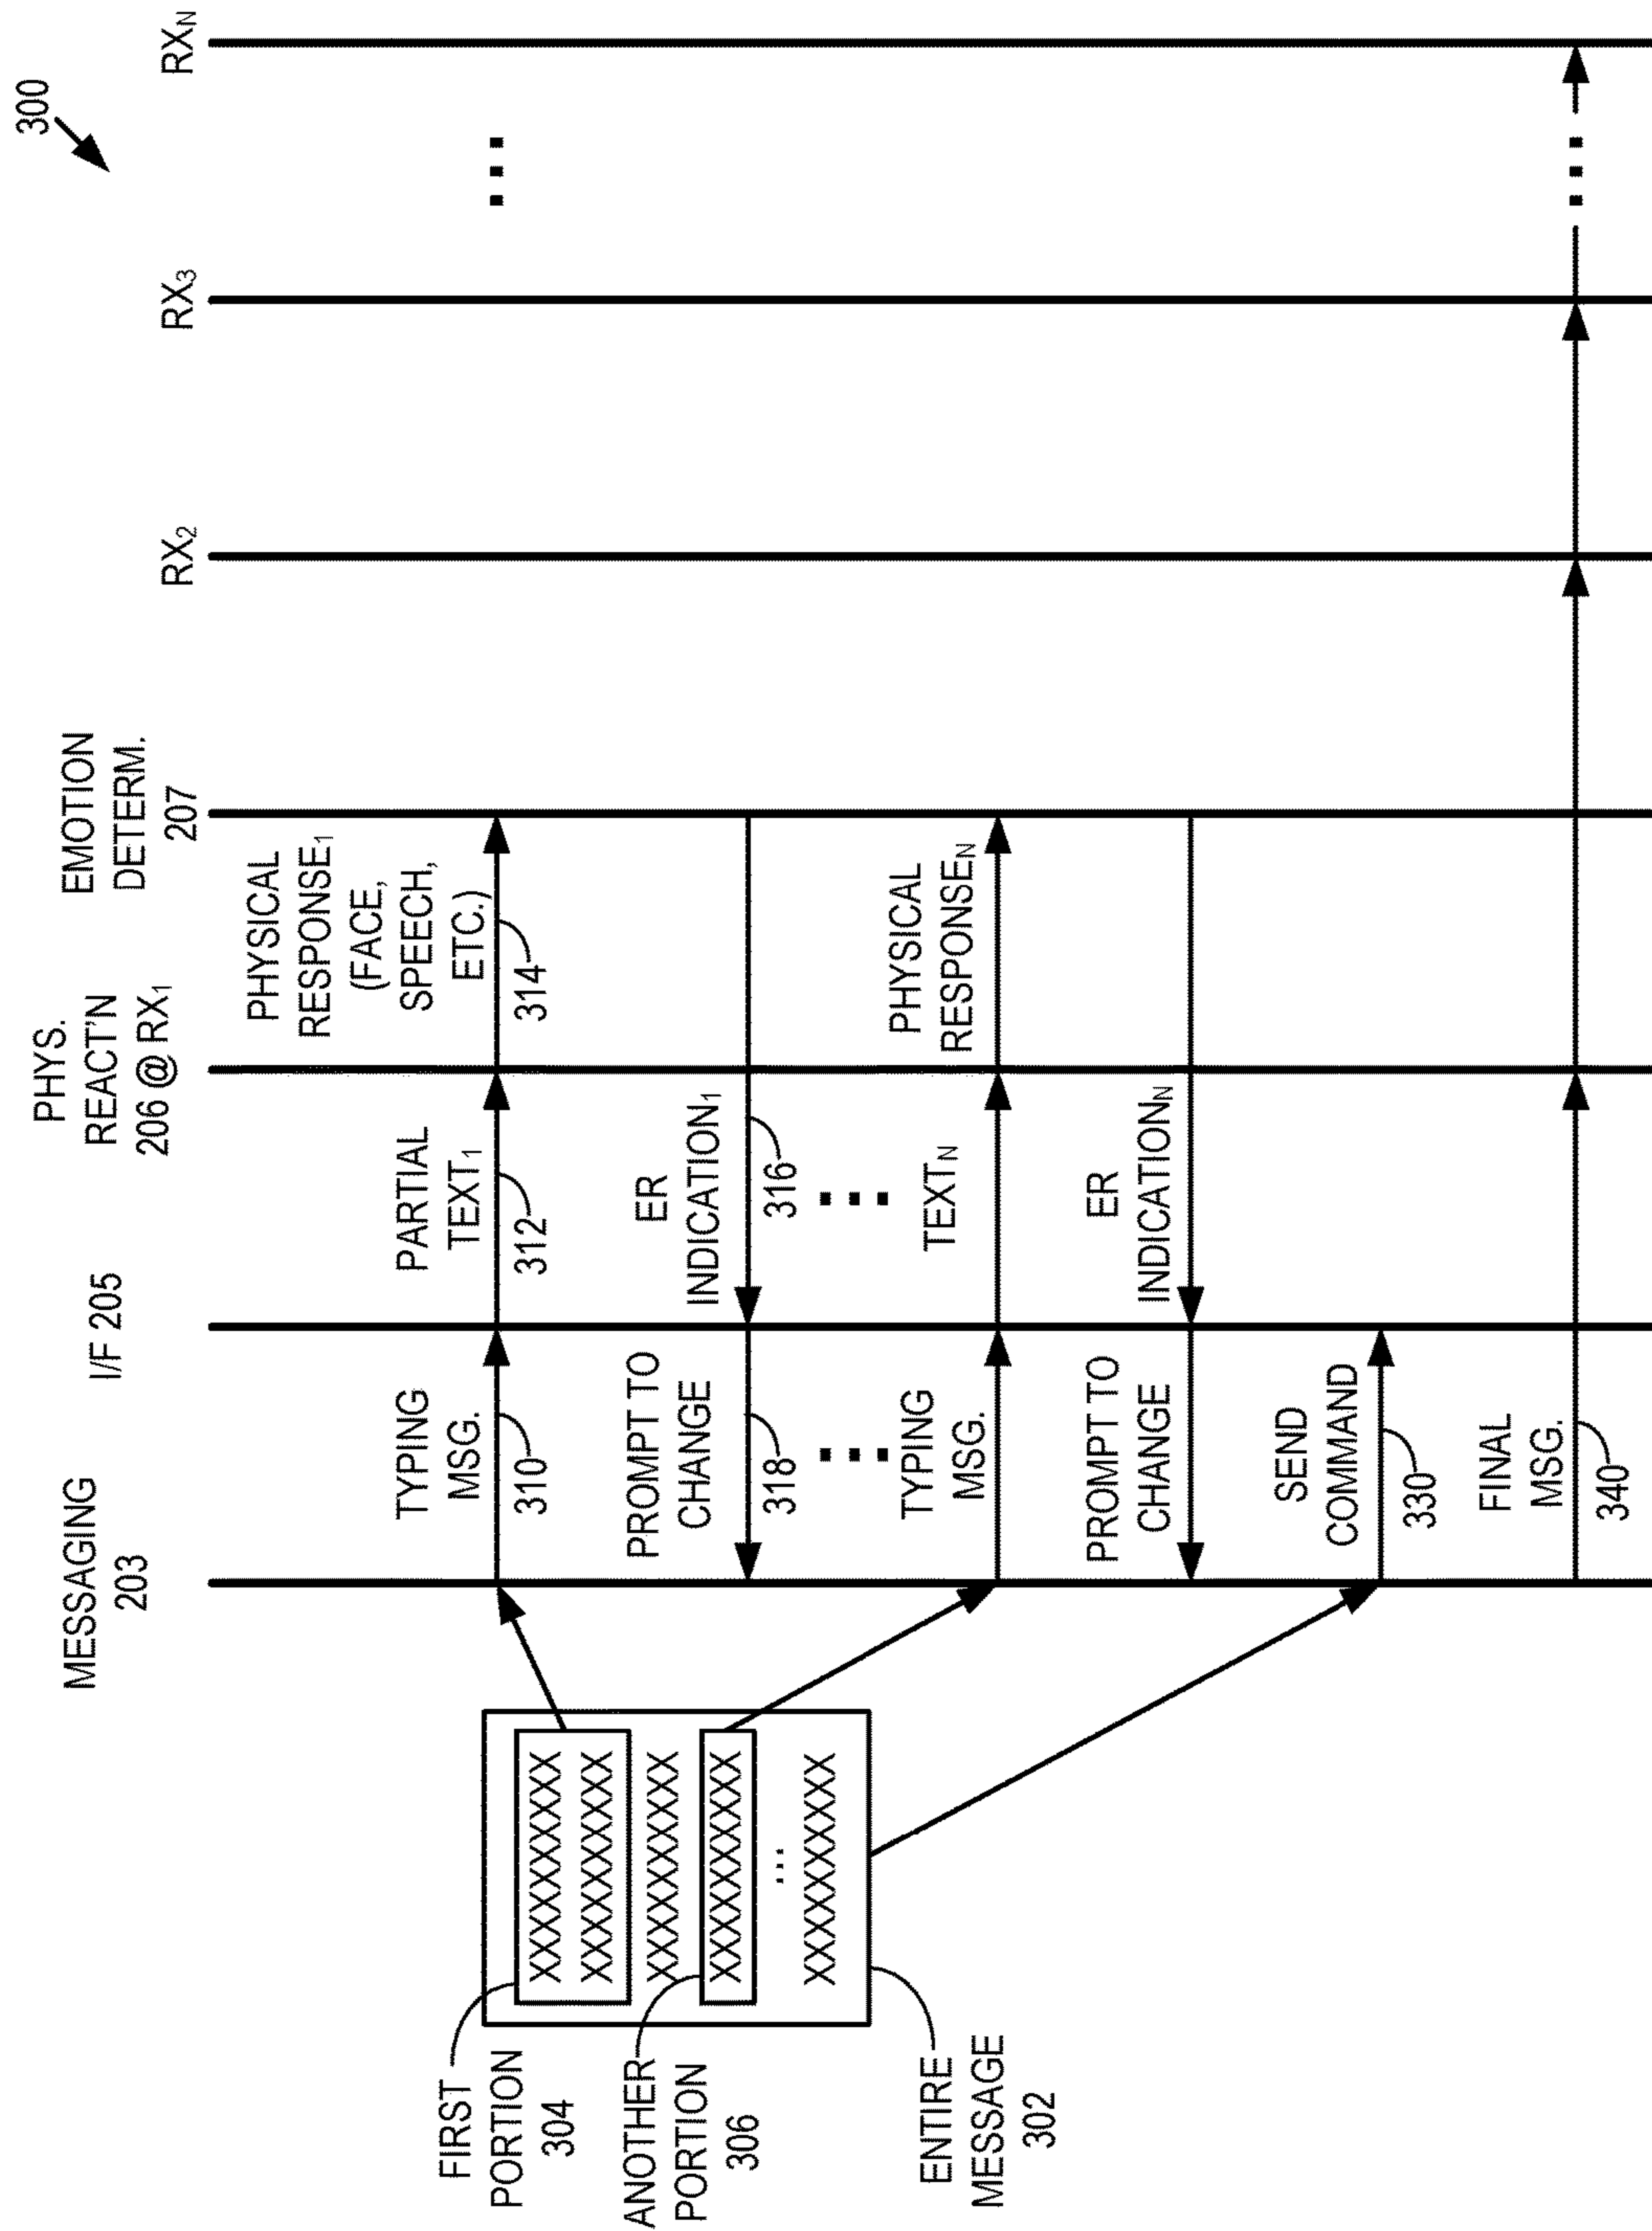 300
MESSAGING
203
I/F 205
PHYS.
REACT'N
206 @ RX1
EMOTION
DETERM.
207
RX2
RX3
RXN
TYPING
MSG.
310
PARTIAL
TEXT1
312
PHYSICAL
RESPONSE1
(FACE,
SPEECH,
ETC.)
314
...
FIRST
PORTION
304
XXXXXXXXXX
XXXXXXXXXX
XXXXXXXXXX
XXXXXXXXXX
...
XXXXXXXXXX
ANOTHER
PORTION
306
ENTIRE
MESSAGE
302
PROMPT TO
CHANGE
318
ER
INDICATION1
316
...
...
TYPING
MSG.
TEXTN
PHYSICAL
RESPONSEN
PROMPT TO
CHANGE
ER
INDICATIONN
SEND
COMMAND
330
FINAL
MSG.
340
...